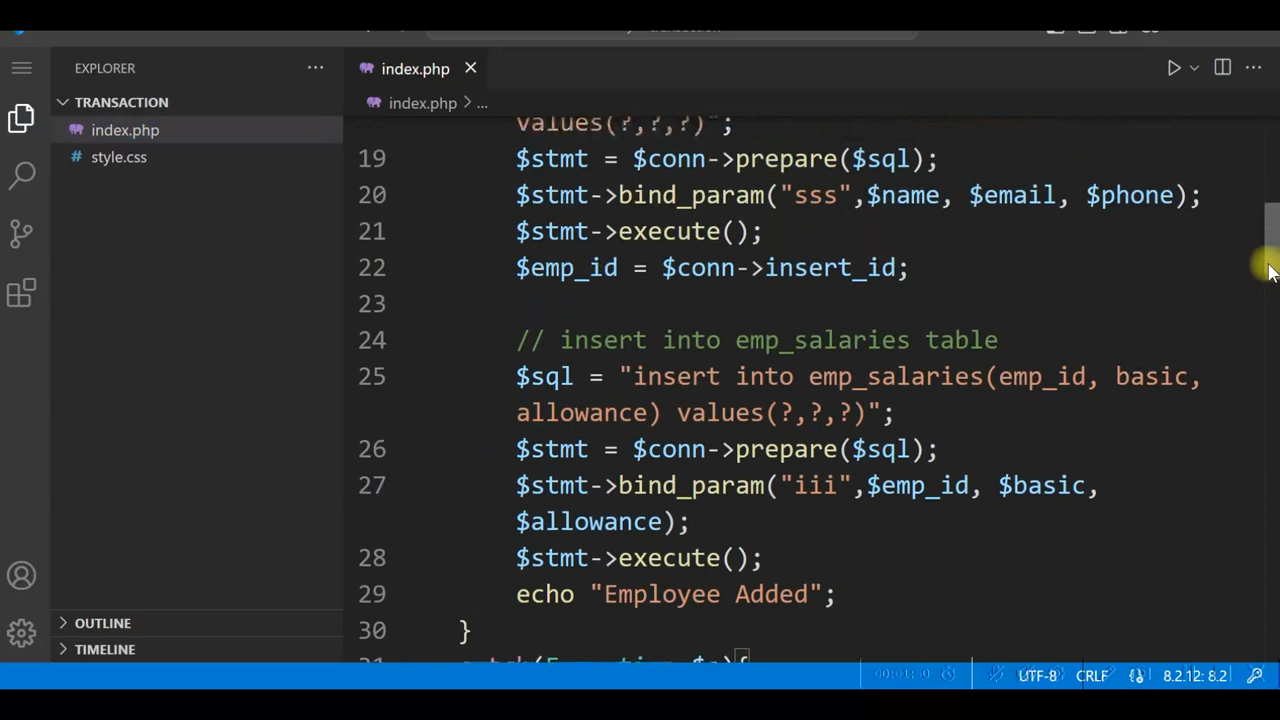 EXPLORER
index.php
TRANSACTION
index.php > ...
index.php
# style.css
values(?,?,?)";
19 $stmt = $conn->prepare($sql);
20 $stmt->bind_param("sss",$name, $email, $phone);
21 $stmt->execute();
22 $emp_id = $conn->insert_id;
23
24 // insert into emp_salaries table
25 $sql = "insert into emp_salaries(emp_id, basic,
allowance) values(?,?,?)";
26 $stmt = $conn->prepare($sql);
27 $stmt->bind_param("iii",$emp_id, $basic,
$allowance);
28 $stmt->execute();
29 echo "Employee Added";
30 }
OUTLINE
TIMELINE
UTF-8 CRLF 8.2.12: 8.2